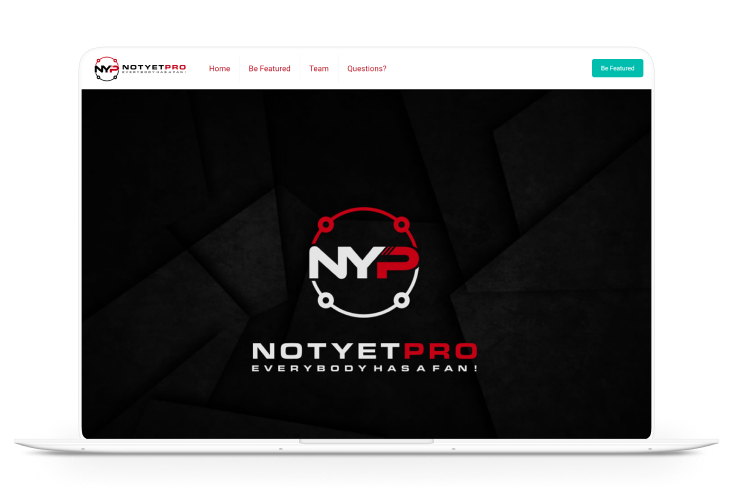 NYP NOTYETPRO
EVERYBODY HAS A FAN!
Home Be Featured Team Questions?
Be Featured
NYP
NOTYETPRO
EVERYBODY HAS A FAN!